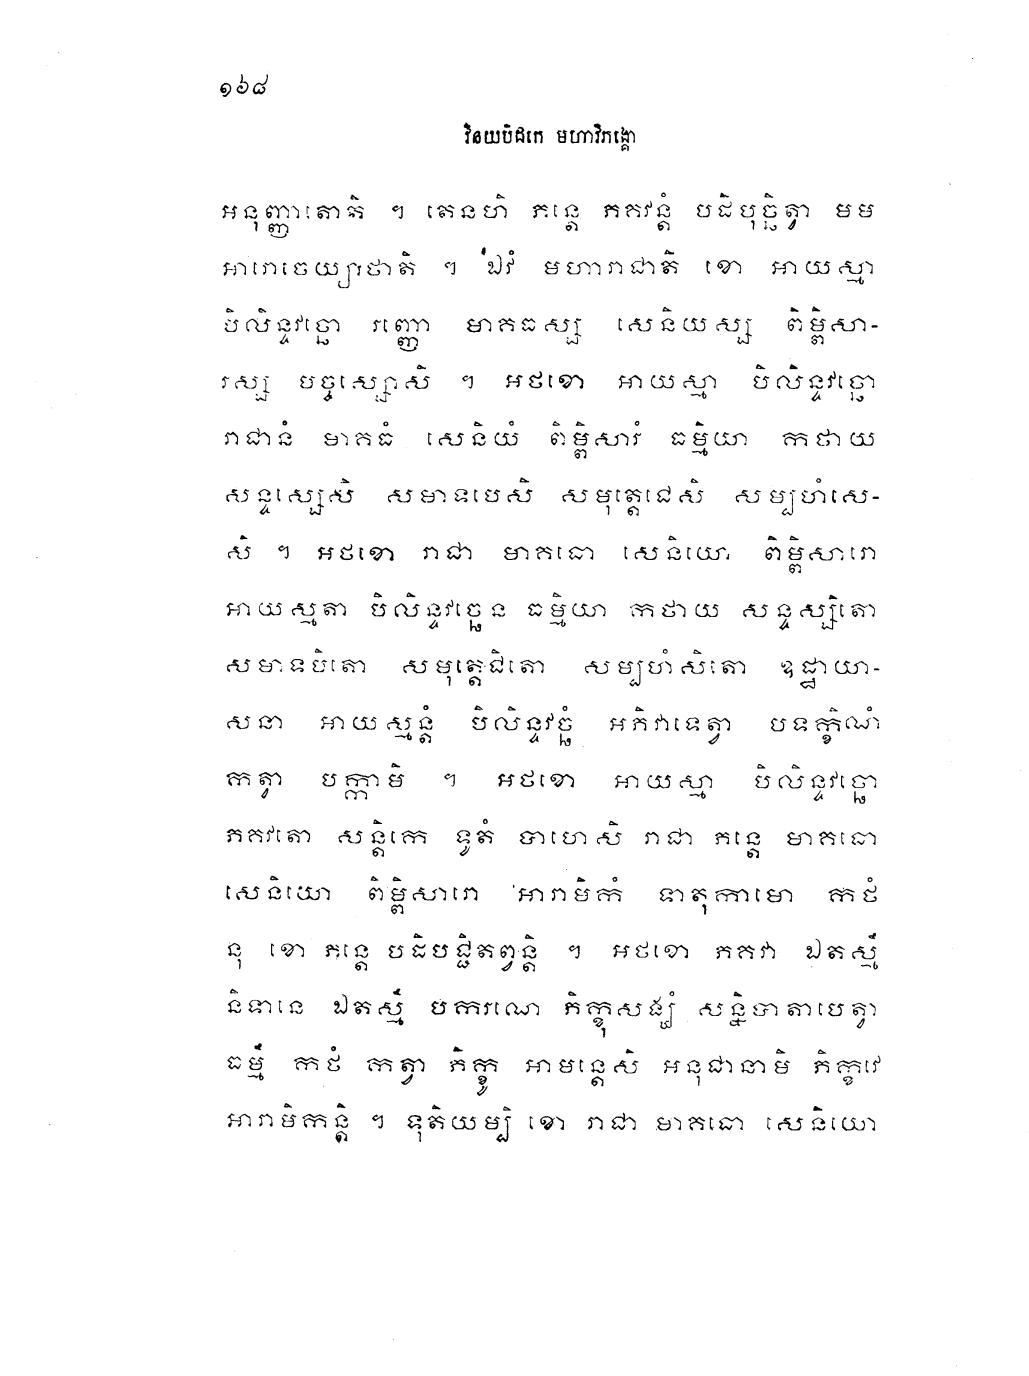 ១៦៨
វិនយបិដកេ មហាវិភង្គោ
អនុញ្ញាតោតិ ។ តេនហិ ភន្តេ ភគវន្តំ បដិបុច្ឆិត្វា មម
អារោចេយ្យាថាតិ ។ ឯវំ មហារាជាតិ ខោ អាយស្មា
បិលិន្ទវច្ឆោ រញ្ញោ មាគធស្ស សេនិយស្ស ពិម្ពិសា-
រស្ស បច្ចស្សោសិ ។ អថខោ អាយស្មា បិលិន្ទវច្ឆោ
រាជានំ មាគធំ សេនិយំ ពិម្ពិសារំ ធម្មិយា កថាយ
សន្ទស្សេសិ សមាទបេសិ សមុត្តេជេសិ សម្បហំសេ-
សិ ។ អថខោ រាជា មាគធោ សេនិយោ ពិម្ពិសារោ
អាយស្មតា បិលិន្ទវច្ឆេន ធម្មិយា កថាយ សន្ទស្សិតោ
សមាទបិតោ សមុត្តេជិតោ សម្បហំសិតោ ឧដ្ឋាយា-
សនា អាយស្មន្តំ បិលិន្ទវច្ឆំ អភិវាទេត្វា បទក្ខិណំ
កត្វា បក្កាមិ ។ អថខោ អាយស្មា បិលិន្ទវច្ឆោ
ភគវតោ សន្តិកេ ទូតំ បាហេសិ រាជា ភន្តេ មាគធោ
សេនិយោ ពិម្ពិសារោ អារាមិកំ ទាតុកាមោ កថំ
នុ ខោ ភន្តេ បដិបជ្ជិតព្វន្តិ ។ អថខោ ភគវា ឯតស្មឹ
និទានេ ឯតស្មឹ បករណេ ភិក្ខុសង្ឃំ សន្និបាតាបេត្វា
ធម្មឹ កថំ កត្វា ភិក្ខូ អាមន្តេសិ អនុជានាមិ ភិក្ខវេ
អារាមិកន្តិ ។ ទុតិយម្បិ ខោ រាជា មាគធោ សេនិយោ